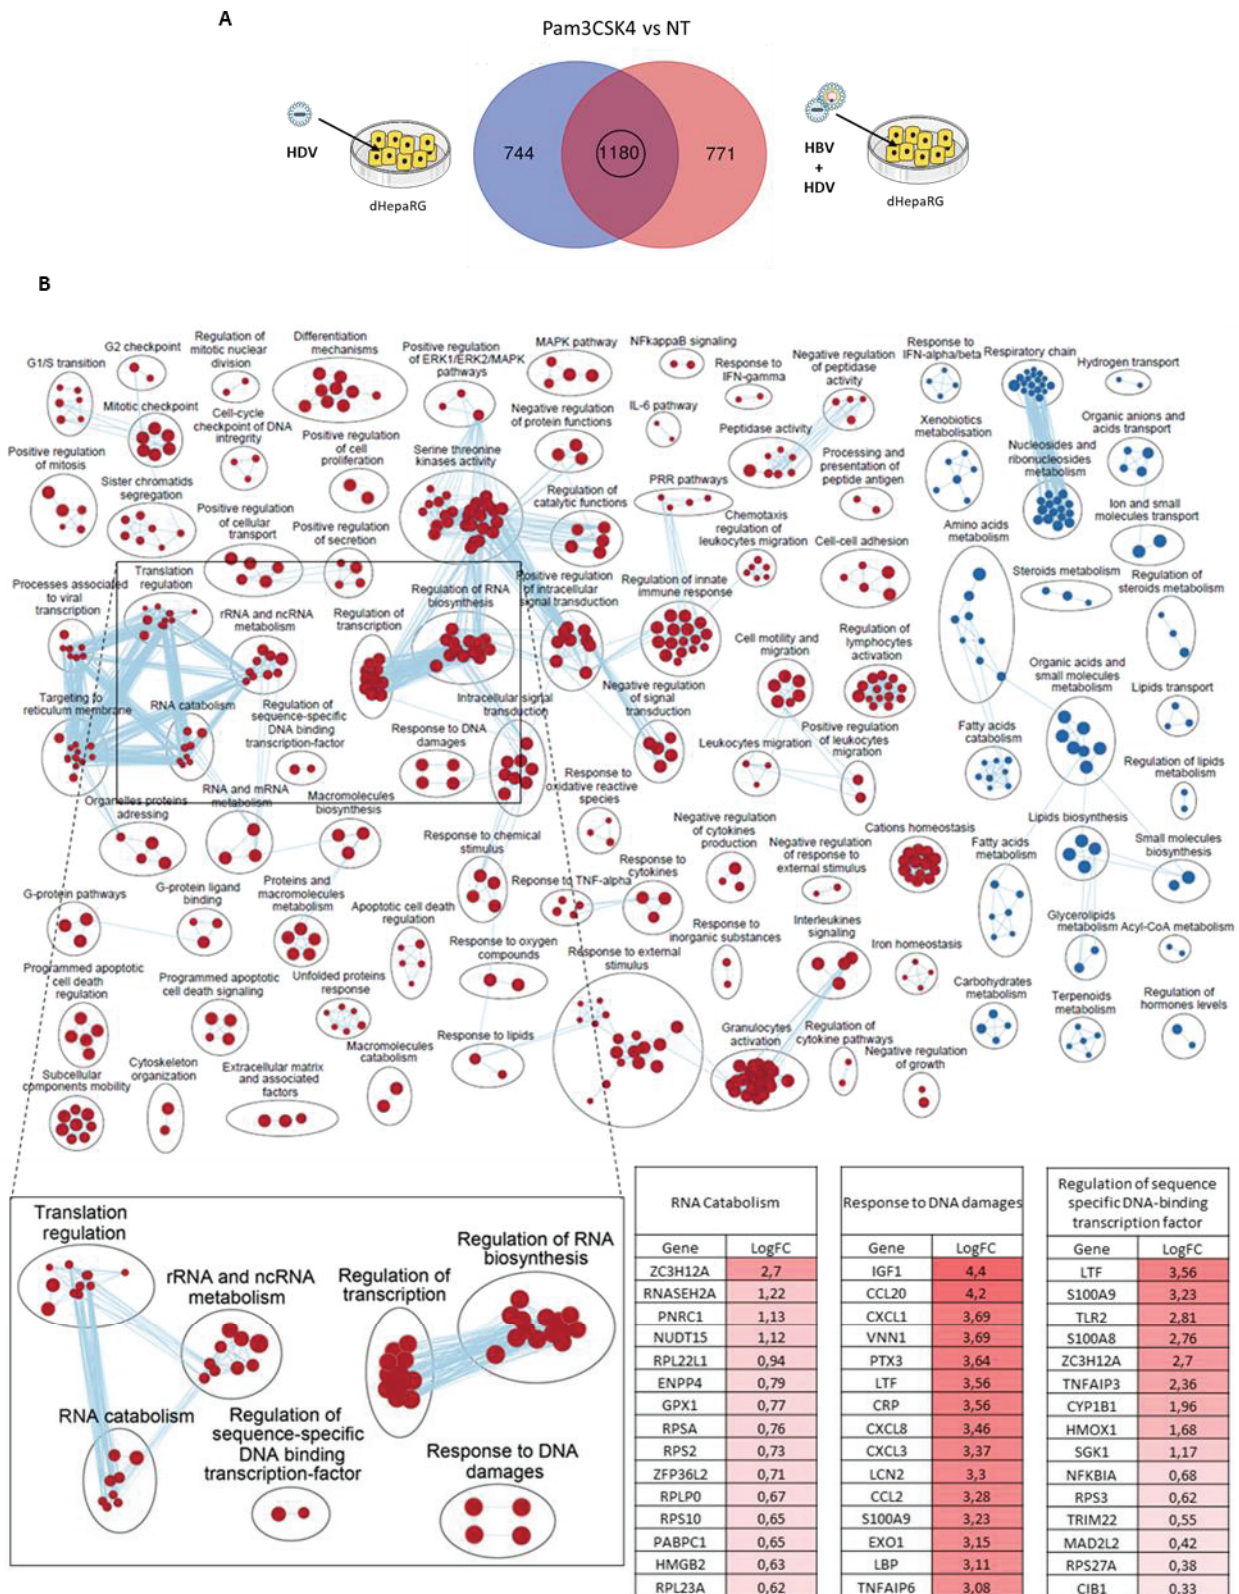 A
Pam3CSK4 vs NT
HDV
dHepaRG
744
1180
771
HBV
+
HDV
dHepaRG
B
G1/S transition
G2 checkpoint
Regulation of
mitotic nuclear
division
Differentiation
mechanisms
Positive regulation
of ERK1/ERK2/MAPK
pathways
MAPK pathway
NFkappaB signaling
Response to
IFN-gamma
Negative regulation
of peptidase
activity
Response to
IFN-alpha/beta
Respiratory chain
Hydrogen transport
Mitotic checkpoint
Cell-cycle
checkpoint of DNA
intregrity
Positive regulation
of cell
proliferation
Serine threonine
kinases activity
Negative regulation
of protein functions
IL-6 pathway
Peptidase activity
Xenobiotics
metabolisation
Nucleosides and
ribonucleosides
metabolism
Organic anions and
acids transport
Positive regulation
of mitosis
Sister chromatids
segregation
Positive regulation
of cellular
transport
Positive regulation
of secretion
Regulation of
catalytic functions
PRR pathways
Processing and
presentation of
peptide antigen
Chemotaxis
regulation of
leukocytes migration
Cell-cell adhesion
Amino acids
metabolism
Ion and small
molecules transport
Steroids metabolism
Regulation of
steroids metabolism
Processes associated
to viral
transcription
Translation
regulation
rRNA and ncRNA
metabolism
Regulation of
transcription
Regulation of RNA
biosynthesis
Positive regulation
of intracellular
signal transduction
Regulation of innate
immune response
Cell motility and
migration
Regulation of
lymphocytes
activation
Organic acids and
small molecules
metabolism
Lipids transport
Targeting to
reticulum membrane
RNA catabolism
Regulation of
sequence-specific
DNA binding
transcription-factor
Response to DNA
damages
Intracellular signal
transduction
Negative regulation
of signal
transduction
Leukocytes migration
Positive regulation
of leukocytes
migration
Fatty acids
catabolism
Regulation of lipids
metabolism
Organelles proteins
adressing
RNA and mRNA
metabolism
Macromolecules
biosynthesis
Response to chemical
stimulus
Response to
oxidative reactive
species
Negative regulation
of cytokines
production
Negative regulation
of response to
external stimulus
Cations homeostasis
Fatty acids
metabolism
Lipids biosynthesis
Small molecules
biosynthesis
G-protein pathways
G-protein ligand
binding
Proteins and
macromolecules
metabolism
Apoptotic cell death
regulation
Reponse to TNF-alpha
Response to
cytokines
Response to
inorganic substances
Interleukines
signaling
Iron homeostasis
Glycerolipids
metabolism
Acyl-CoA metabolism
Programmed apoptotic
cell death
regulation
Programmed apoptotic
cell death signaling
Unfolded proteins
response
Response to oxygen
compounds
Response to external
stimulus
Carbohydrates
metabolism
Terpenoids
metabolism
Regulation of
hormones levels
Subcellular
components mobility
Cytoskeleton
organization
Extracellular matrix
and associated
factors
Macromolecules
catabolism
Response to lipids
Granulocytes
activation
Regulation of
cytokine pathways
Negative regulation
of growth
Translation
regulation
rRNA and ncRNA
metabolism
Regulation of
transcription
Regulation of RNA
biosynthesis
RNA catabolism
Regulation of
sequence-specific
DNA binding
transcription-factor
Response to DNA
damages
RNA Catabolism
Gene LogFC
ZC3H12A 2,7
RNASEH2A 1,22
PNRC1 1,13
NUDT15 1,12
RPL22L1 0,94
ENPP4 0,79
GPX1 0,77
RPSA 0,76
RPS2 0,73
ZFP36L2 0,71
RPLP0 0,67
RPS10 0,65
PABPC1 0,65
HMGB2 0,63
RPL23A 0,62
Response to DNA damages
Gene LogFC
IGF1 4,4
CCL20 4,2
CXCL1 3,69
VNN1 3,69
PTX3 3,64
LTF 3,56
CRP 3,56
CXCL8 3,46
CXCL3 3,37
LCN2 3,3
CCL2 3,28
S100A9 3,23
EXO1 3,15
LBP 3,11
TNFAIP6 3,08
Regulation of sequence
specific DNA-binding
transcription factor
Gene LogFC
LTF 3,56
S100A9 3,23
TLR2 2,81
S100A8 2,76
ZC3H12A 2,7
TNFAIP3 2,36
CYP1B1 1,96
HMOX1 1,68
SGK1 1,17
NFKBIA 0,68
RPS3 0,62
TRIM22 0,55
MAD2L2 0,42
RPS27A 0,38
CIB1 0,33